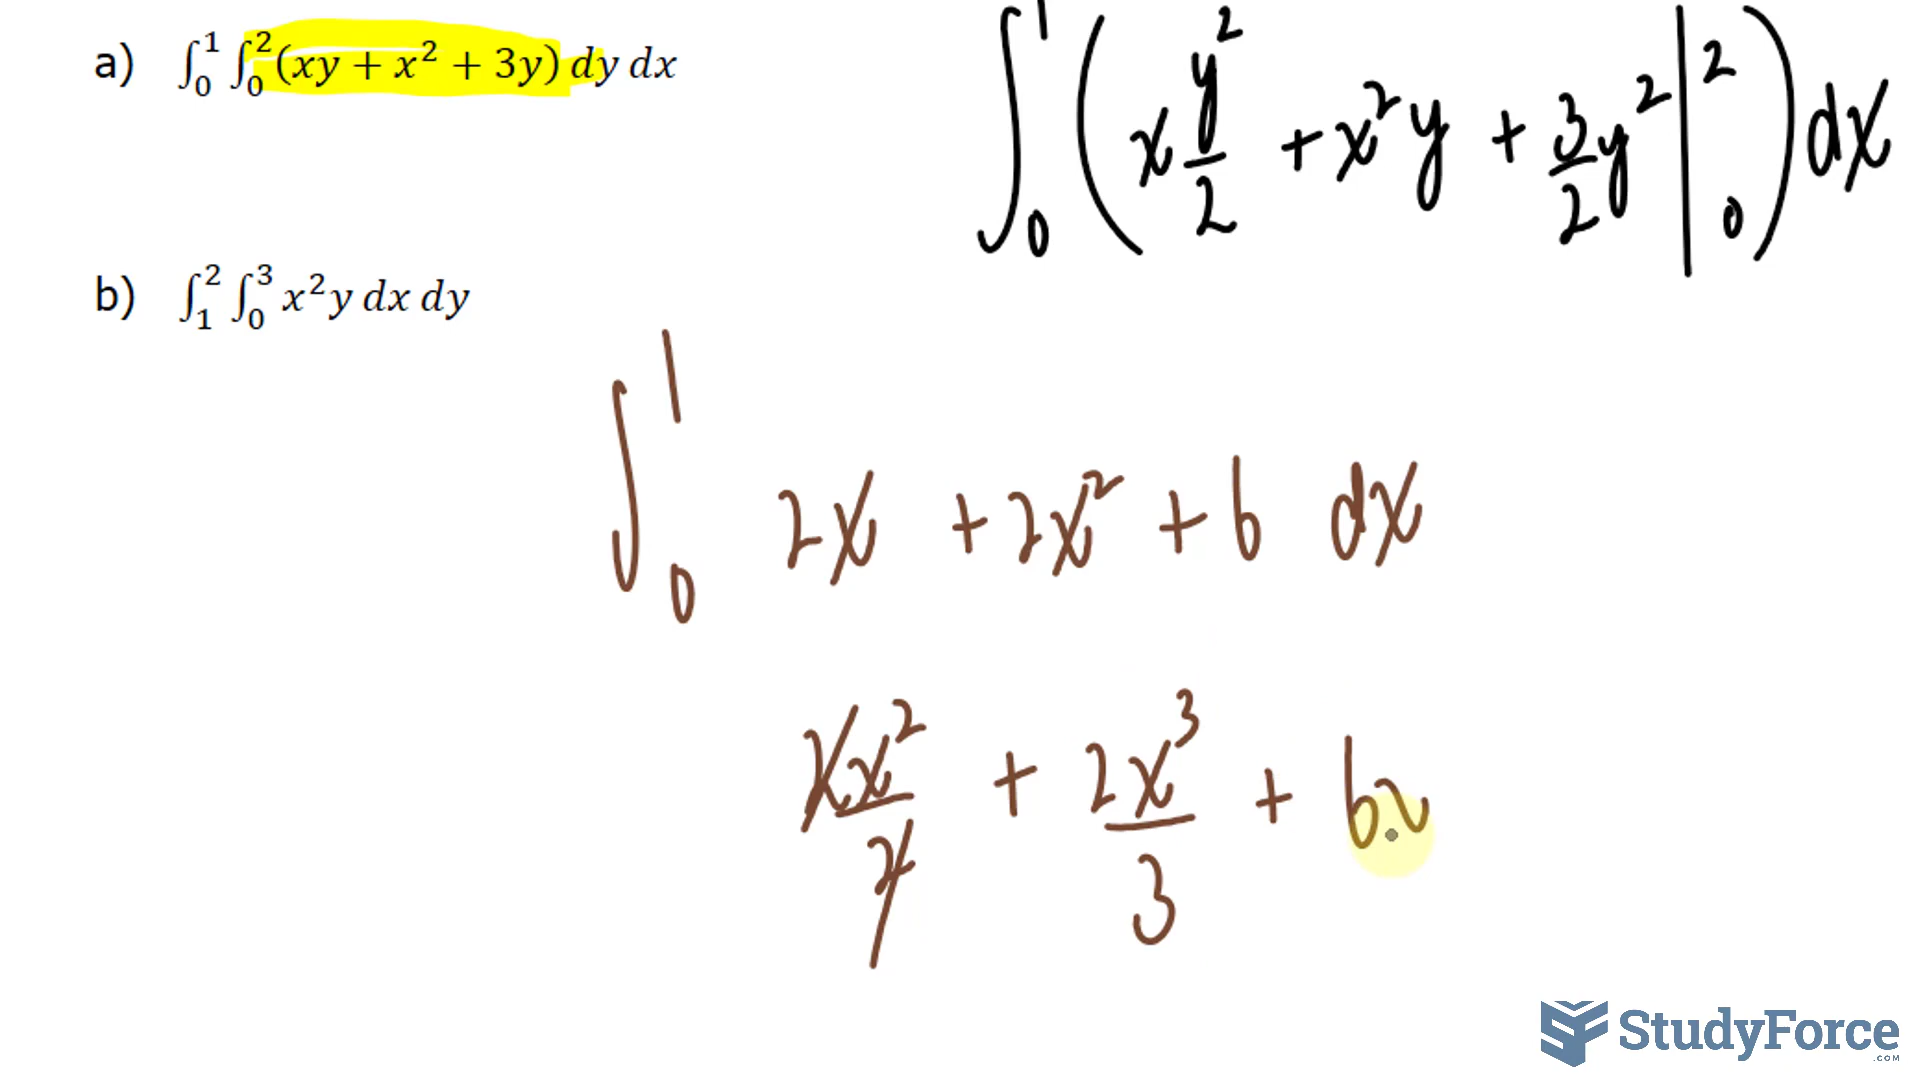 a) ∫₀¹ ∫₀² (xy + x² + 3y) dy dx
∫₀¹ ( x y²/2 + x²y + 3/2 y² |₀² ) dx
b) ∫₁² ∫₀³ x²y dx dy
∫₀¹ 2x + 2x² + 6 dx
2x²/2 + 2x³/3 + 6x
StudyForce
.COM